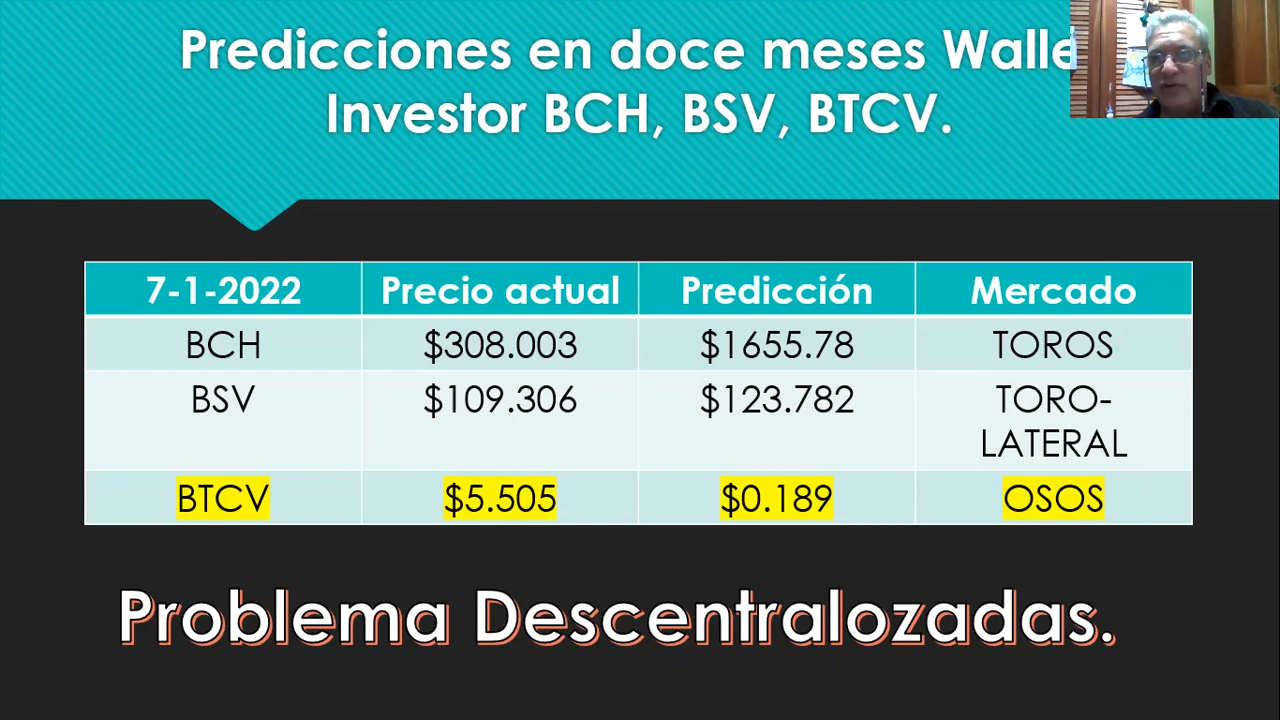 Predicciones en doce meses Walle
Investor BCH, BSV, BTCV.
7-1-2022 Precio actual Predicción Mercado
BCH $308.003 $1655.78 TOROS
BSV $109.306 $123.782 TORO-
LATERAL
BTCV $5.505 $0.189 OSOS
Problema Descentralozadas.